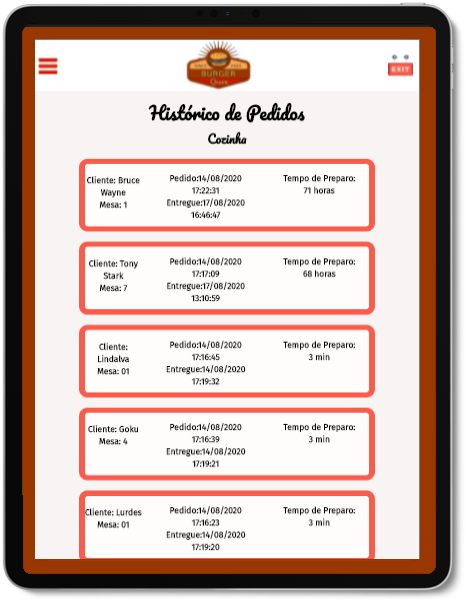 BURGER
EXIT
Histórico de Pedidos
Cozinha
Cliente: Bruce
Wayne
Mesa: 1
Pedido:14/08/2020
17:22:31
Entregue:17/08/2020
16:46:47
Tempo de Preparo:
71 horas
Cliente: Tony
Stark
Mesa: 7
Pedido:14/08/2020
17:17:09
Entregue:17/08/2020
13:10:59
Tempo de Preparo:
68 horas
Cliente:
Lindalva
Mesa: 01
Pedido:14/08/2020
17:16:45
Entregue:14/08/2020
17:19:32
Tempo de Preparo:
3 min
Cliente: Goku
Mesa: 4
Pedido:14/08/2020
17:16:39
Entregue:14/08/2020
17:19:21
Tempo de Preparo:
3 min
Cliente: Lurdes
Mesa: 01
Pedido:14/08/2020
17:16:23
Entregue:14/08/2020
17:19:20
Tempo de Preparo:
3 min